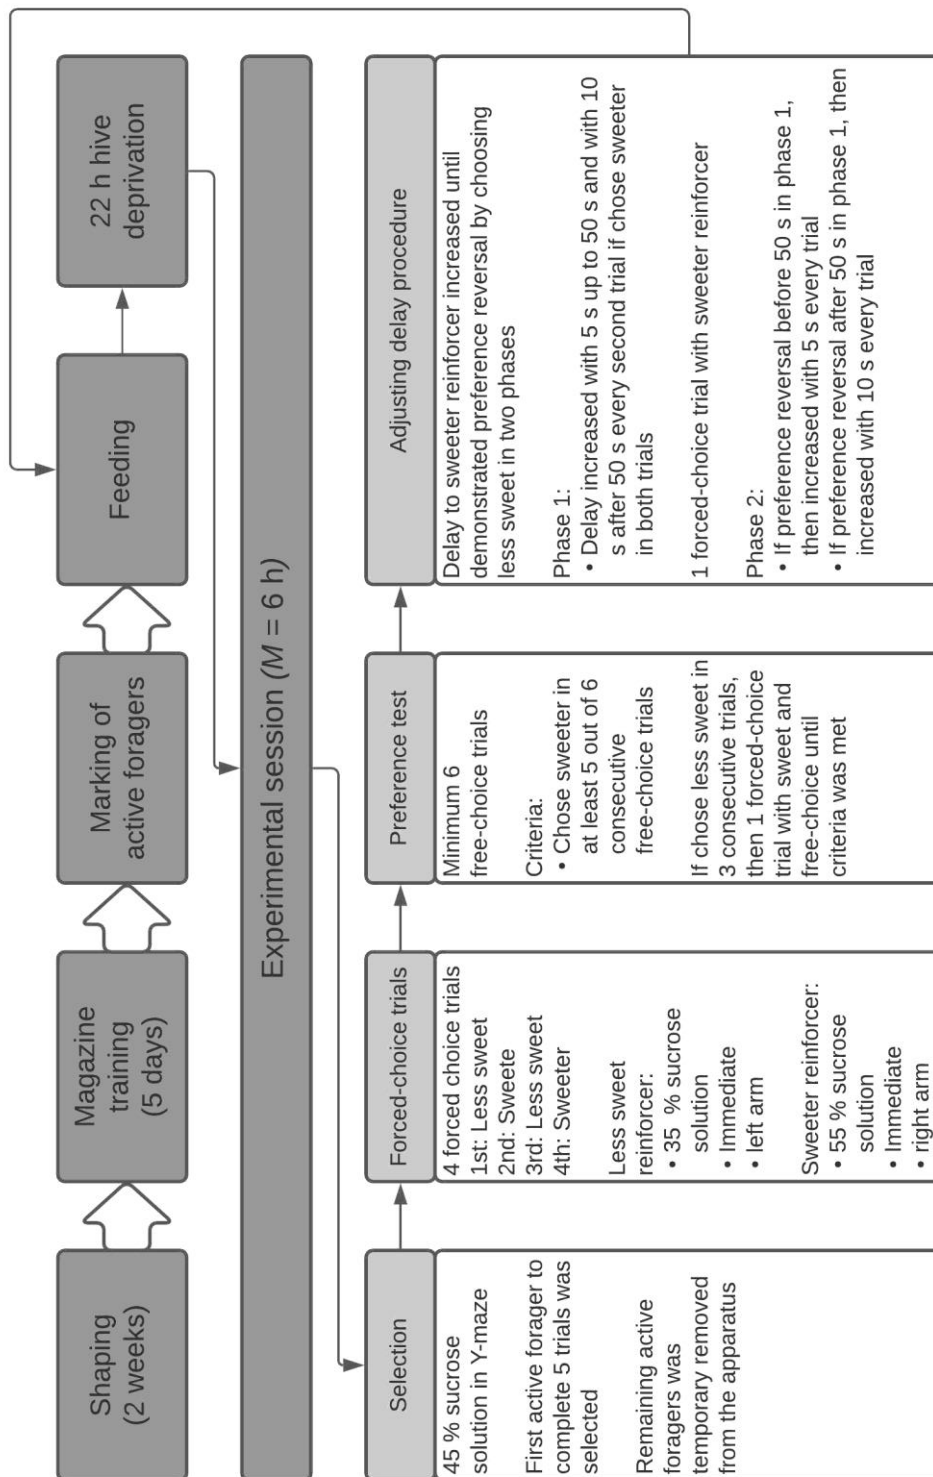 Shaping
(2 weeks)
Magazine
training
(5 days)
Marking of
active foragers
Feeding
22 h hive
deprivation
Experimental session (M = 6 h)
Selection
45 % sucrose
solution in Y-maze
First active forager to
complete 5 trials was
selected
Remaining active
foragers was
temporary removed
from the apparatus
Forced-choice trials
4 forced choice trials
1st: Less sweet
2nd: Sweete
3rd: Less sweet
4th: Sweeter
Less sweet
reinforcer:
• 35 % sucrose
solution
• Immediate
• left arm
Sweeter reinforcer:
• 55 % sucrose
solution
• Immediate
• right arm
Preference test
Minimum 6
free-choice trials
Criteria:
• Chose sweeter in
at least 5 out of 6
consecutive
free-choice trials
If chose less sweet in
3 consecutive trials,
then 1 forced-choice
trial with sweet and
free-choice until
criteria was met
Adjusting delay procedure
Delay to sweeter reinforcer increased until
demonstrated preference reversal by choosing
less sweet in two phases
Phase 1:
• Delay increased with 5 s up to 50 s and with 10
s after 50 s every second trial if chose sweeter
in both trials
1 forced-choice trial with sweeter reinforcer
Phase 2:
• If preference reversal before 50 s in phase 1,
then increased with 5 s every trial
• If preference reversal after 50 s in phase 1, then
increased with 10 s every trial